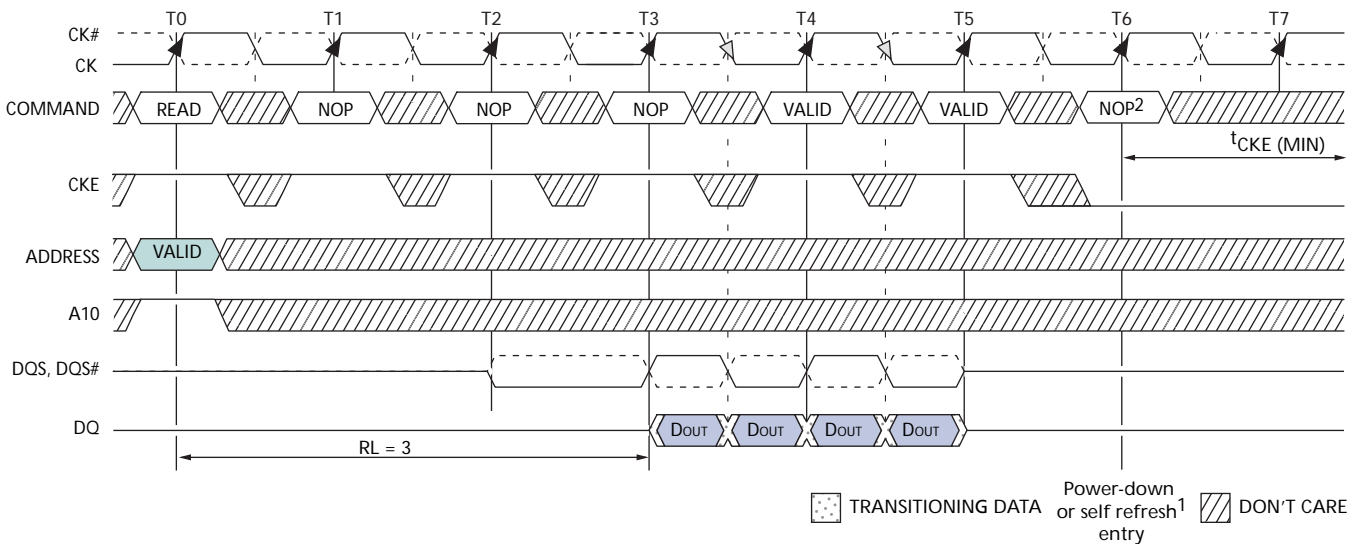 T0 T1 T2 T3 T4 T5 T6 T7
CK#
CK
COMMAND READ NOP NOP NOP VALID VALID NOP2
tCKE (MIN)
CKE
ADDRESS VALID
A10
DQS, DQS#
DQ DOUT DOUT DOUT DOUT
RL = 3
TRANSITIONING DATA
Power-down
or self refresh1
entry
DON'T CARE